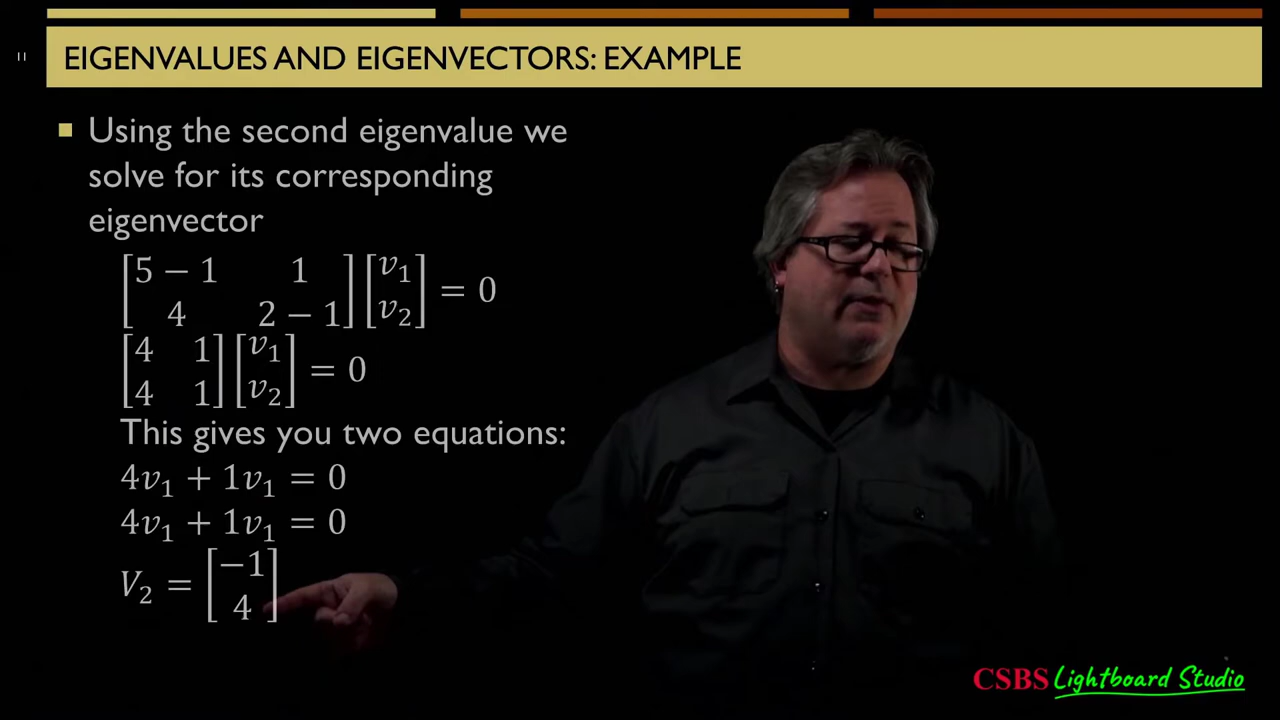 11
EIGENVALUES AND EIGENVECTORS: EXAMPLE
Using the second eigenvalue we
solve for its corresponding
eigenvector
[5 − 1 1; 4 2 − 1] [v₁; v₂] = 0
[4 1; 4 1] [v₁; v₂] = 0
This gives you two equations:
4v₁ + 1v₁ = 0
4v₁ + 1v₁ = 0
V₂ = [−1; 4]
CSBS Lightboard Studio